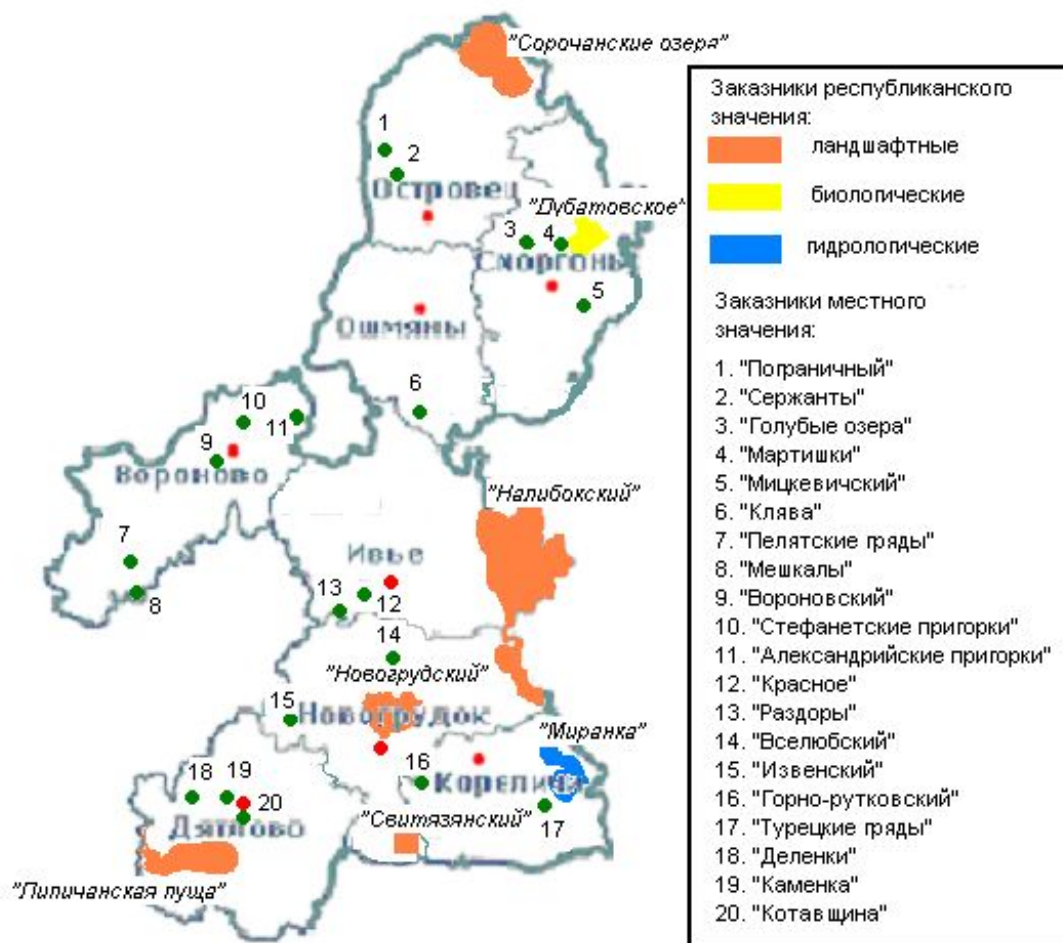 "Сорочанские озера"
1
2
Островец
"Дубатовское"
3
4
Сморгонь
5
Ошмяны
6
10
11
9
Вороново
7
8
"Налибокский"
Ивье
13
12
14
"Новогрудский"
15
Новогрудок
"Миранка"
16
Кореличи
17
18
19
20
Дятлово
"Свитязянский"
"Липичанская пуща"
Заказники республиканского
значения:
ландшафтные
биологические
гидрологические
Заказники местного
значения:
1. "Пограничный"
2. "Сержанты"
3. "Голубые озера"
4. "Мартишки"
5. "Мицкевичский"
6. "Клява"
7. "Пелятские гряды"
8. "Мешкалы"
9. "Вороновский"
10. "Стефанетские пригорки"
11. "Александрийские пригорки"
12. "Красное"
13. "Раздоры"
14. "Вселюбский"
15. "Извенский"
16. "Горно-рутковский"
17. "Турецкие гряды"
18. "Деленки"
19. "Каменка"
20. "Котавщина"